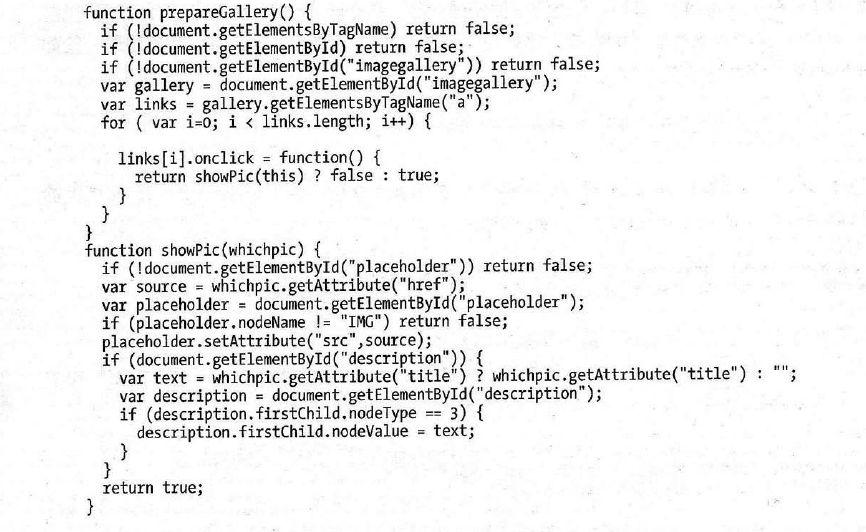 function prepareGallery() {
if (!document.getElementsByTagName) return false;
if (!document.getElementById) return false;
if (!document.getElementById("imagegallery")) return false;
var gallery = document.getElementById("imagegallery");
var links = gallery.getElementsByTagName("a");
for ( var i=0; i < links.length; i++) {
links[i].onclick = function() {
return showPic(this) ? false : true;
}
}
}
function showPic(whichpic) {
if (!document.getElementById("placeholder")) return false;
var source = whichpic.getAttribute("href");
var placeholder = document.getElementById("placeholder");
if (placeholder.nodeName != "IMG") return false;
placeholder.setAttribute("src",source);
if (document.getElementById("description")) {
var text = whichpic.getAttribute("title") ? whichpic.getAttribute("title") : "";
var description = document.getElementById("description");
if (description.firstChild.nodeType == 3) {
description.firstChild.nodeValue = text;
}
}
return true;
}